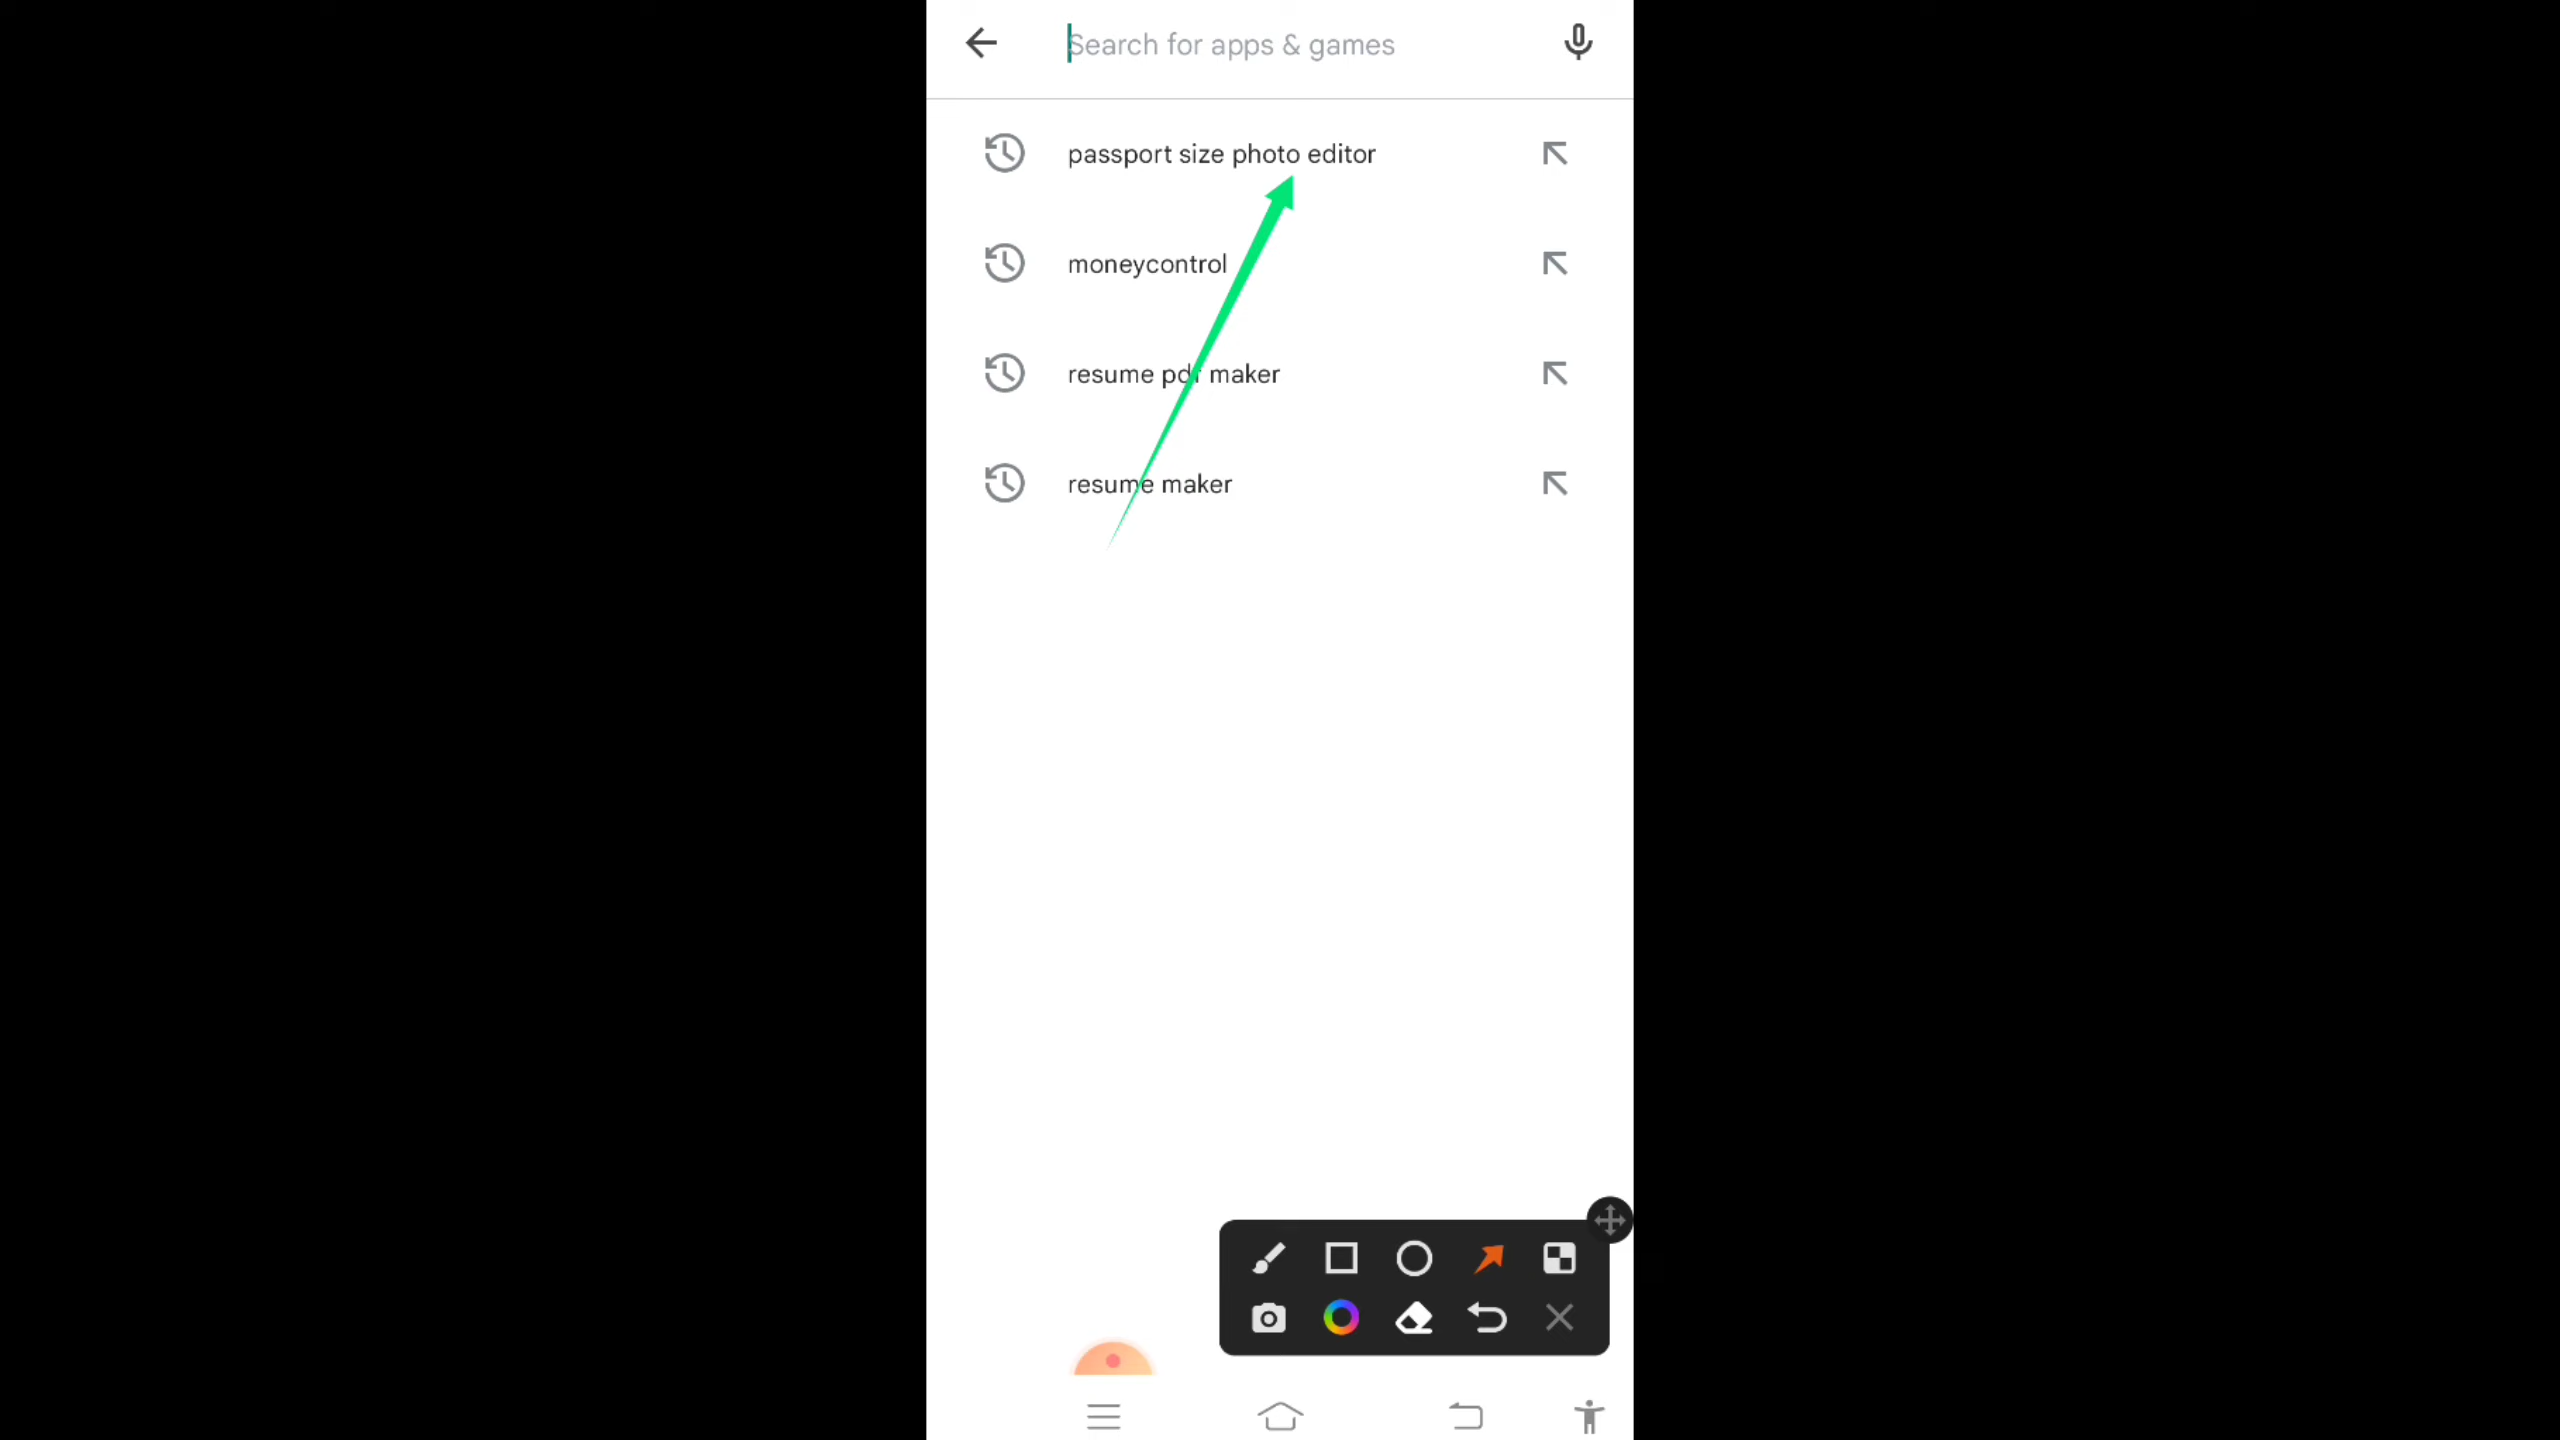 Search for apps & games
passport size photo editor
moneycontrol
resume pdf maker
resume maker